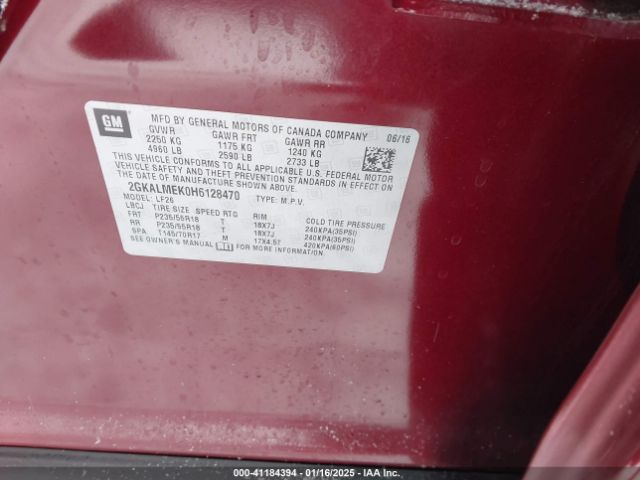 GM
MFD BY GENERAL MOTORS OF CANADA COMPANY 06/16
GVWR GAWR FRT GAWR RR
2250 KG 1175 KG 1240 KG
4960 LB 2590 LB 2733 LB
THIS VEHICLE CONFORMS TO ALL APPLICABLE U.S. FEDERAL MOTOR
VEHICLE SAFETY AND THEFT PREVENTION STANDARDS IN EFFECT ON
THE DATE OF MANUFACTURE SHOWN ABOVE.
2GKALMEK0H6128470 TYPE: M.P.V.
MODEL: LF26
LBCJ TIRE SIZE SPEED RTG RIM COLD TIRE PRESSURE
FRT P235/55R18 T 18X7J 240KPA(35PSI)
RR P235/55R18 T 18X7J 240KPA(35PSI)
SPA T145/70R17 M 17X4.5T 420KPA(60PSI)
SEE OWNER'S MANUAL FOR MORE INFORMATION
000-41184394 | 01/16/2025 | IAA Inc.